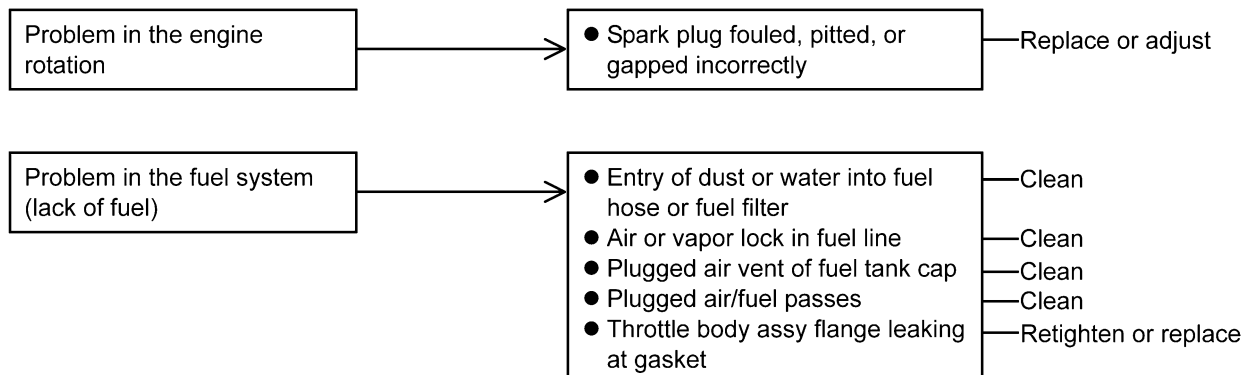 Problem in the engine
rotation
● Spark plug fouled, pitted, or
gapped incorrectly
Replace or adjust
Problem in the fuel system
(lack of fuel)
● Entry of dust or water into fuel
hose or fuel filter
Clean
● Air or vapor lock in fuel line
Clean
● Plugged air vent of fuel tank cap
Clean
● Plugged air/fuel passes
Clean
● Throttle body assy flange leaking
at gasket
Retighten or replace